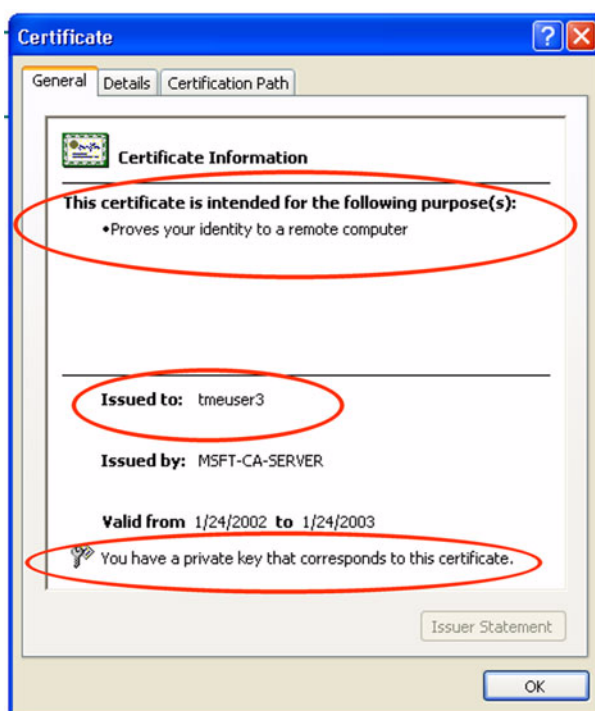 Certificate
General Details Certification Path
Certificate Information
This certificate is intended for the following purpose(s):
•Proves your identity to a remote computer
Issued to: tmeuser3
Issued by: MSFT-CA-SERVER
Valid from 1/24/2002 to 1/24/2003
You have a private key that corresponds to this certificate.
Issuer Statement
OK